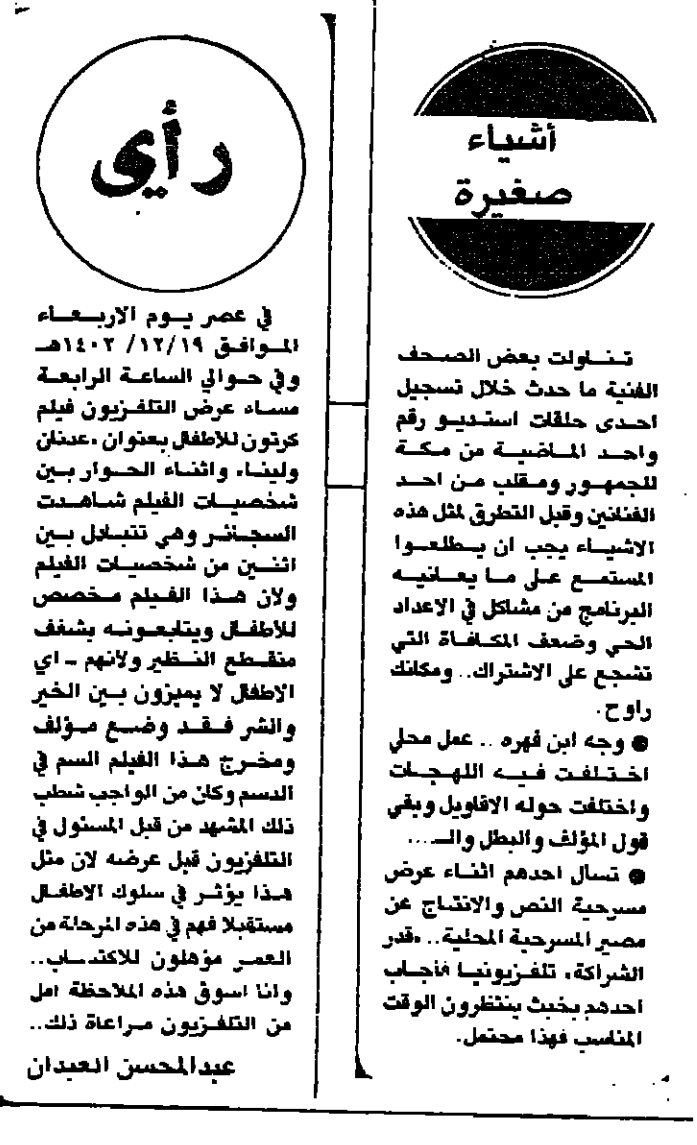 أشياء
صغيرة
تناولت بعض الصحف
الفنية ما حدث خلال تسجيل
احدى حلقات استديو رقم
واحد الماضية من مكة
للجمهور ومقلب من احد
الفنانين وقبل التطرق لمثل هذه
الاشياء يجب ان يطلعوا
المستمع على ما يعانيه
البرنامج من مشاكل في الاعداد
الحي وضعف المكافاة التي
تشجع على الاشتراك.. ومكانك
راوح.
● وجه ابن فهره .. عمل محلي
اختلفت فيه اللهجات
واختلفت حوله الاقاويل وبقي
قول المؤلف والبطل والـ ....
● تسال احدهم اثناء عرض
مسرحية النص والانتاج عن
مصير المسرحية المحلية.. «قدر
الشراكة» تلفزيونيا فأجاب
احدهم بخبث ينتظرون الوقت
المناسب فهذا محتمل.
رأي
في عصر يوم الاربعاء
الموافق ١٢/١٩/ ١٤٠٢هـ
وفي حوالي الساعة الرابعة
مساء عرض التلفزيون فيلم
كرتون للأطفال بعنوان «عدنان
ولينا» واثناء الحوار بين
شخصيات الفيلم شاهدت
السجائر وهي تتبادل بين
اثنين من شخصيات الفيلم
ولان هذا الفيلم مخصص
للأطفال ويتابعونه بشغف
منقطع النظير ولانهم ـ اي
الاطفال لا يميزون بين الخير
والشر فقد وضع مؤلف
ومخرج هذا الفيلم السم في
الدسم وكان من الواجب شطب
ذلك المشهد من قبل المسئول في
التلفزيون قبل عرضه لان مثل
هذا يؤثر في سلوك الاطفال
مستقبلا فهم في هذه المرحلة من
العمر مؤهلون للاكتساب..
وانا اسوق هذه الملاحظة امل
من التلفزيون مراعاة ذلك..
عبدالمحسن العبدان